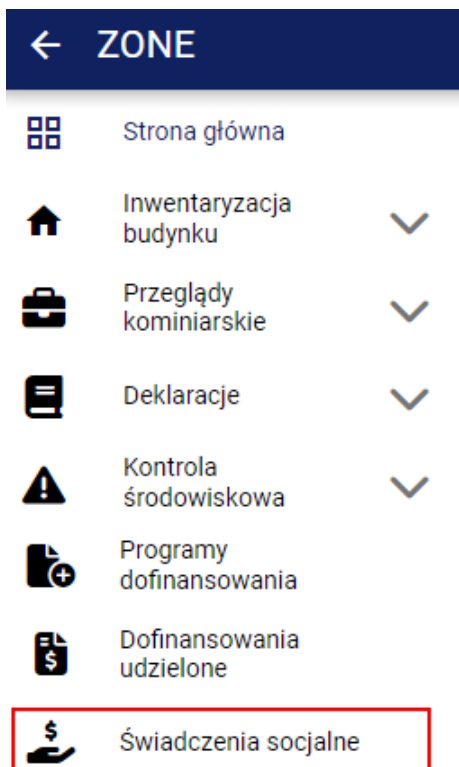 ZONE
Strona główna
Inwentaryzacja
budynku
Przeglądy
kominiarskie
Deklaracje
Kontrola
środowiskowa
Programy
dofinansowania
Dofinansowania
udzielone
Świadczenia socjalne